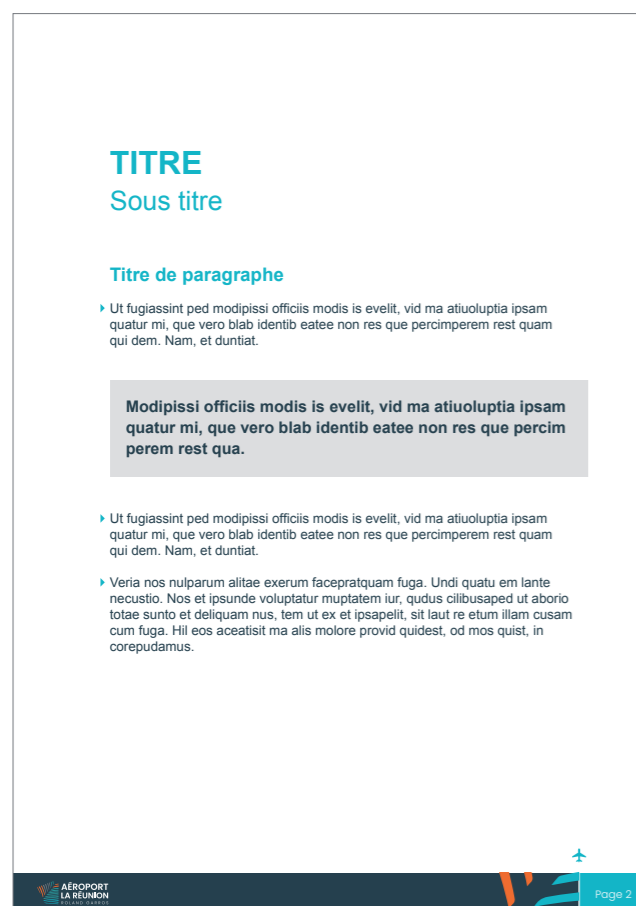 TITRE
Sous titre
Titre de paragraphe
Ut fugiassint ped modipissi officiis modis is evelit, vid ma atiuoluptia ipsam
quatur mi, que vero blab identib eatee non res que percimperem rest quam
qui dem. Nam, et duntiat.
Modipissi officiis modis is evelit, vid ma atiuoluptia ipsam
quatur mi, que vero blab identib eatee non res que percim
perem rest qua.
Ut fugiassint ped modipissi officiis modis is evelit, vid ma atiuoluptia ipsam
quatur mi, que vero blab identib eatee non res que percimperem rest quam
qui dem. Nam, et duntiat.
Veria nos nulparum alitae exerum facepratquam fuga. Undi quatu em lante
necustio. Nos et ipsunde voluptatur muptatem iur, qudus cilibusaped ut aborio
totae sunto et deliquam nus, tem ut ex et ipsapelit, sit laut re etum illam cusam
cum fuga. Hil eos aceatisit ma alis molore provid quidest, od mos quist, in
corepudamus.
AÉROPORT
LA RÉUNION
ROLAND GARROS
Page 2